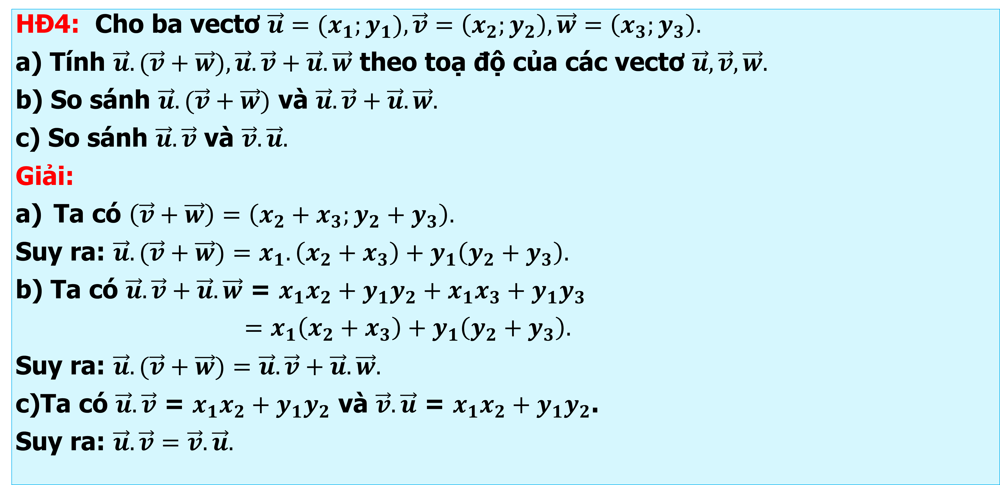 HĐ4: Cho ba vectơ $\vec{u} = (x_1; y_1), \vec{v} = (x_2; y_2), \vec{w} = (x_3; y_3).$
a) Tính $\vec{u}.(\vec{v} + \vec{w}), \vec{u}.\vec{v} + \vec{u}.\vec{w}$ theo toạ độ của các vectơ $\vec{u}, \vec{v}, \vec{w}.$
b) So sánh $\vec{u}.(\vec{v} + \vec{w})$ và $\vec{u}.\vec{v} + \vec{u}.\vec{w}.$
c) So sánh $\vec{u}.\vec{v}$ và $\vec{v}.\vec{u}.$
Giải:
a) Ta có $(\vec{v} + \vec{w}) = (x_2 + x_3; y_2 + y_3).$
Suy ra: $\vec{u}.(\vec{v} + \vec{w}) = x_1.(x_2 + x_3) + y_1(y_2 + y_3).$
b) Ta có $\vec{u}.\vec{v} + \vec{u}.\vec{w} = x_1x_2 + y_1y_2 + x_1x_3 + y_1y_3$
$= x_1(x_2 + x_3) + y_1(y_2 + y_3).$
Suy ra: $\vec{u}.(\vec{v} + \vec{w}) = \vec{u}.\vec{v} + \vec{u}.\vec{w}.$
c)Ta có $\vec{u}.\vec{v} = x_1x_2 + y_1y_2$ và $\vec{v}.\vec{u} = x_1x_2 + y_1y_2.$
Suy ra: $\vec{u}.\vec{v} = \vec{v}.\vec{u}.$